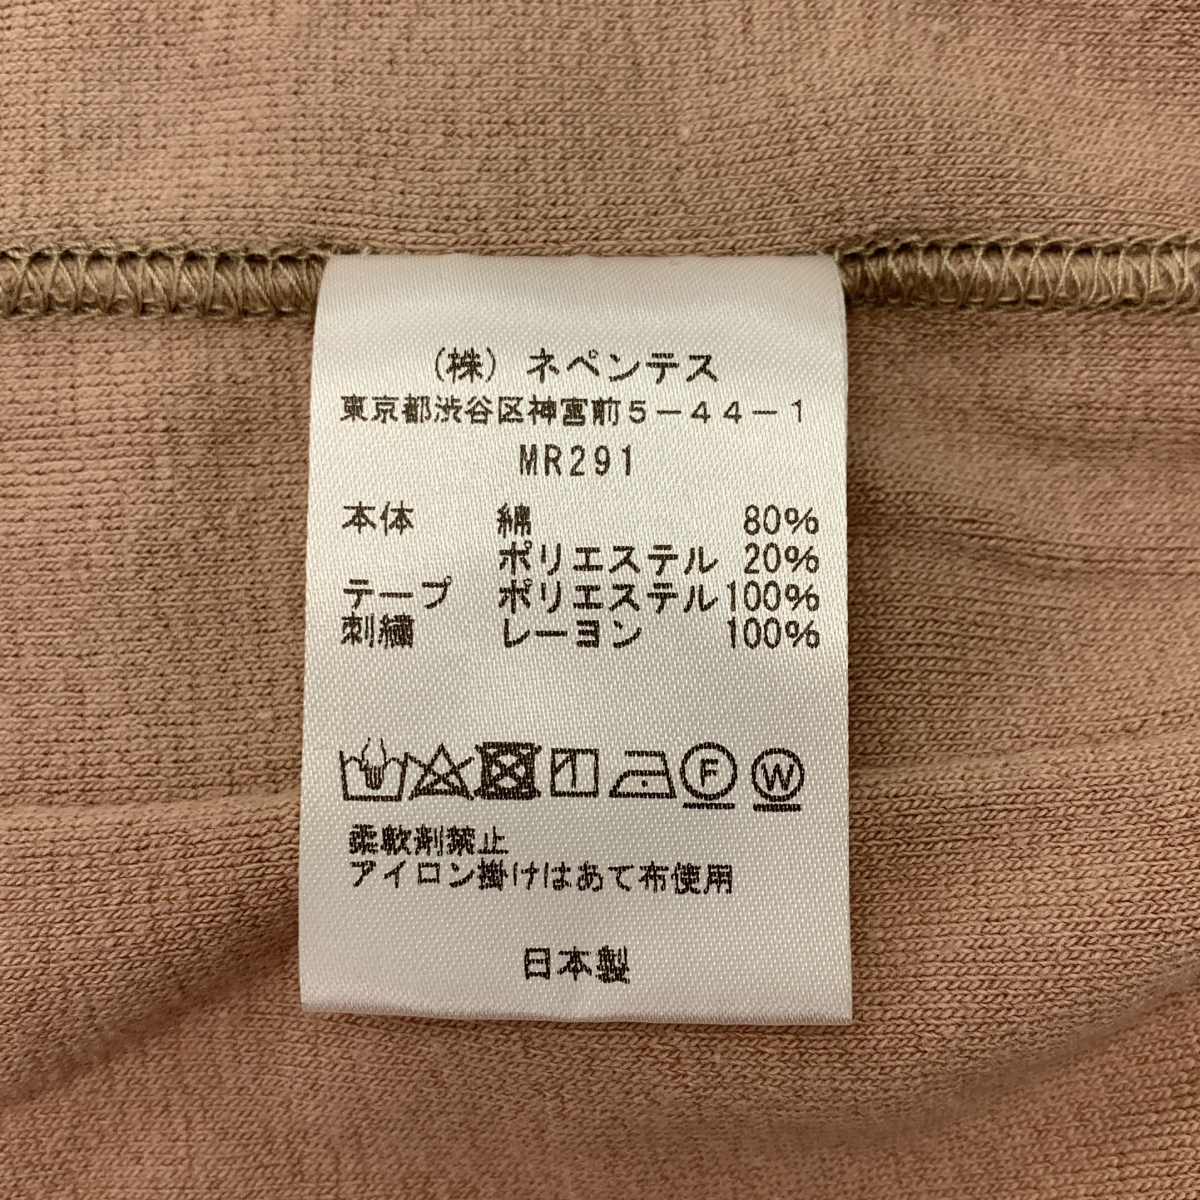 (株) ネペンテス
東京都渋谷区神宮前5-44-1
MR291
本体 綿 80%
ポリエステル 20%
テープ ポリエステル 100%
刺繍 レーヨン 100%
F W
柔軟剤禁止
アイロン掛けはあて布使用
日本製